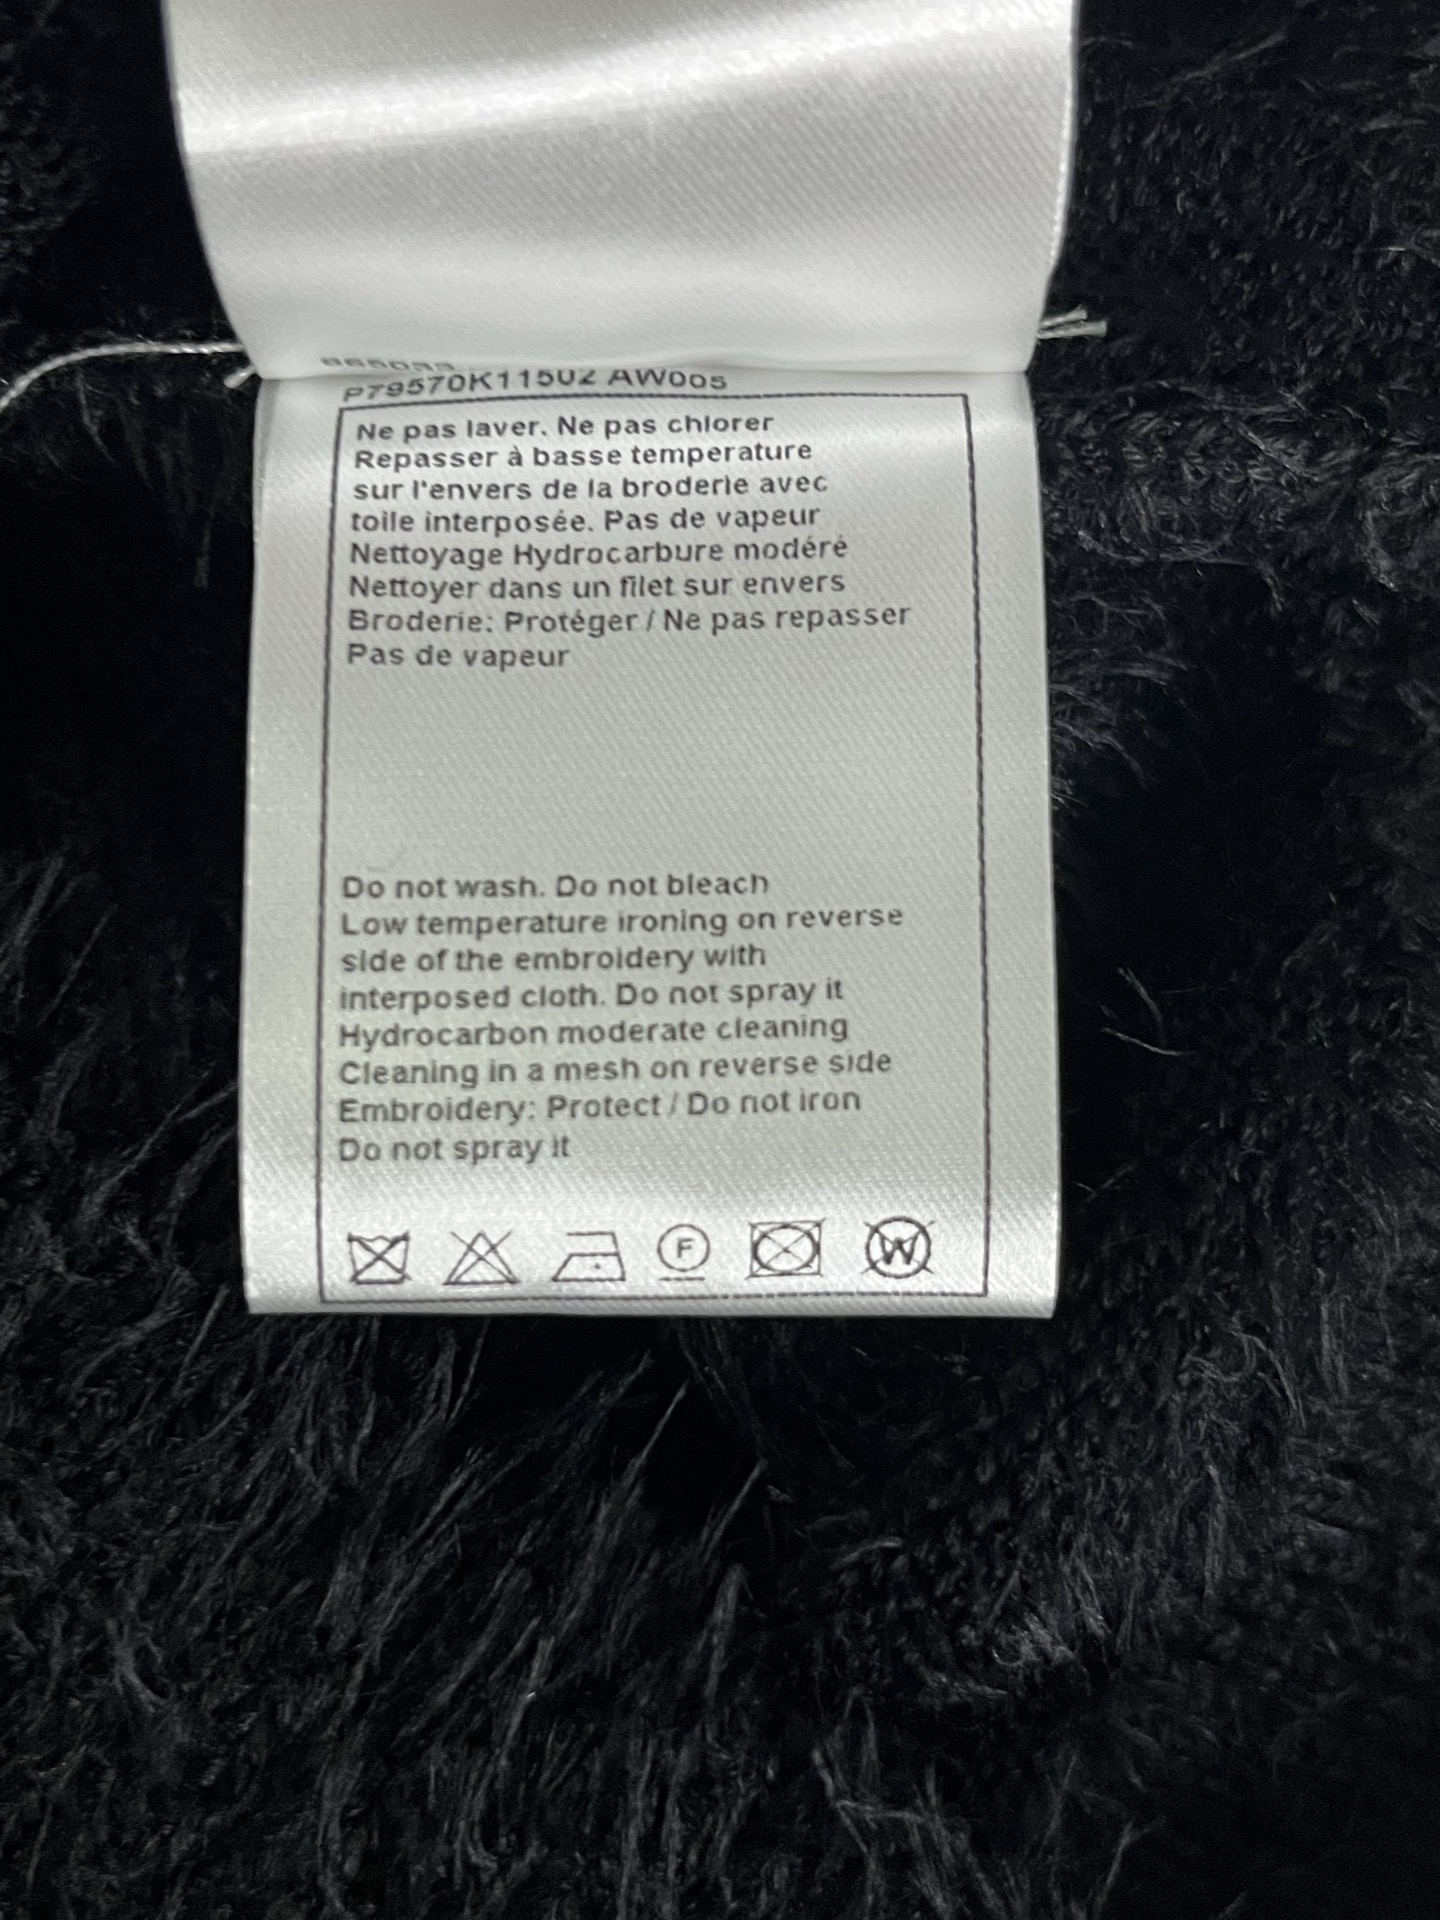 P79570K11502 AW005
Ne pas laver. Ne pas chlorer
Repasser à basse temperature
sur l'envers de la broderie avec
toile interposée. Pas de vapeur
Nettoyage Hydrocarbure modéré
Nettoyer dans un filet sur envers
Broderie: Protéger / Ne pas repasser
Pas de vapeur
Do not wash. Do not bleach
Low temperature ironing on reverse
side of the embroidery with
interposed cloth. Do not spray it
Hydrocarbon moderate cleaning
Cleaning in a mesh on reverse side
Embroidery: Protect / Do not iron
Do not spray it
F W